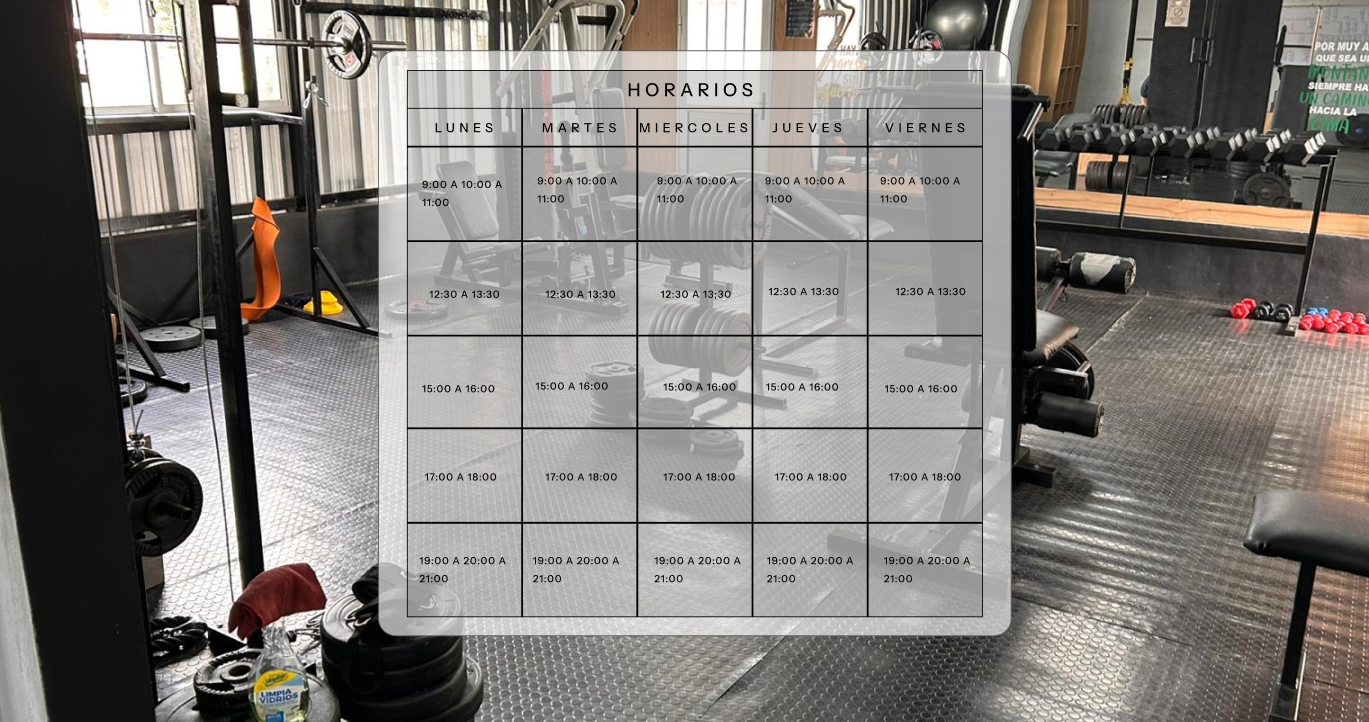 HORARIOS
LUNES MARTES MIERCOLES JUEVES VIERNES
9:00 A 10:00 A 9:00 A 10:00 A 9:00 A 10:00 A 9:00 A 10:00 A 9:00 A 10:00 A
11:00 11:00 11:00 11:00 11:00
12:30 A 13:30 12:30 A 13:30 12:30 A 13;30 12:30 A 13:30 12:30 A 13:30
15:00 A 16:00 15:00 A 16:00 15:00 A 16:00 15:00 A 16:00 15:00 A 16:00
17:00 A 18:00 17:00 A 18:00 17:00 A 18:00 17:00 A 18:00 17:00 A 18:00
19:00 A 20:00 A 19:00 A 20:00 A 19:00 A 20:00 A 19:00 A 20:00 A 19:00 A 20:00 A
21:00 21:00 21:00 21:00 21:00
HAY
POR MUY A
QUE SEA U
MONTAÑ
SIEMPRE HA
UN CAMIN
HACIA LA
CIMA
LIMPIA
VIDRIOS